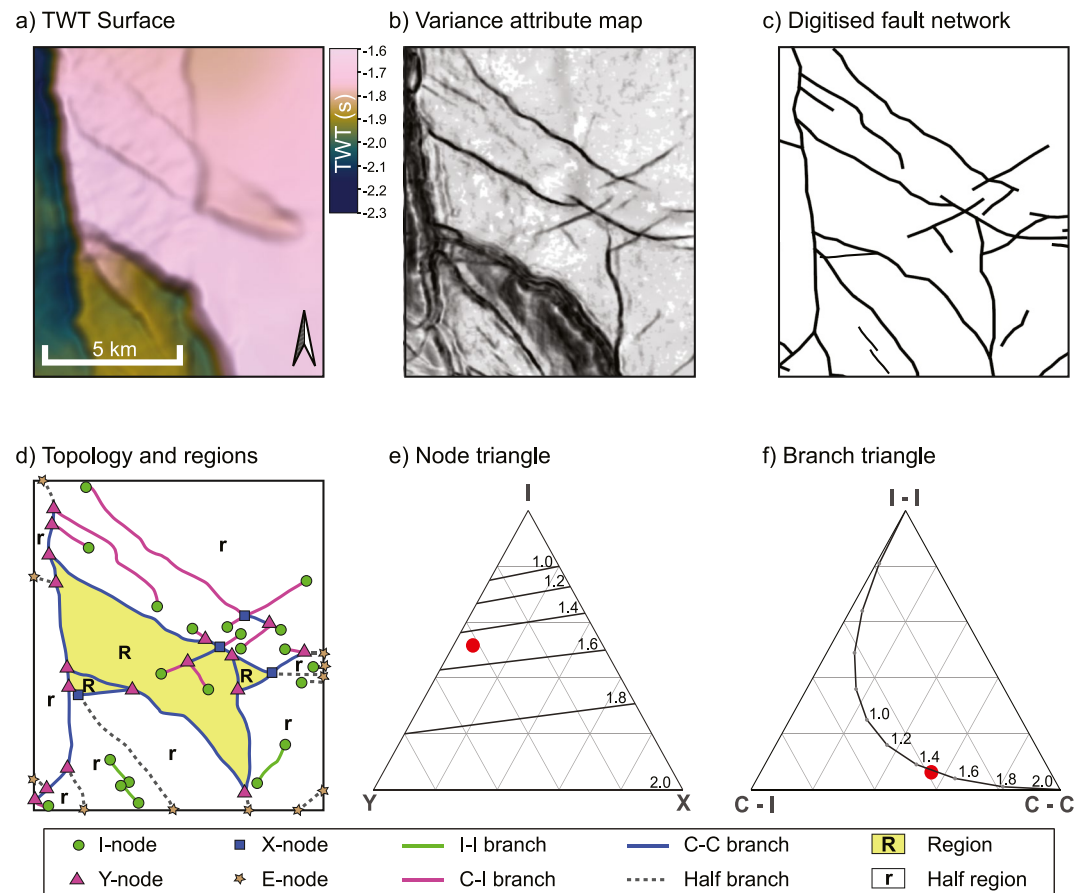 a) TWT Surface
b) Variance attribute map
c) Digitised fault network
-1.6
-1.7
-1.8
-1.9
-2.0
-2.1
-2.2
-2.3
TWT (s)
5 km
d) Topology and regions
e) Node triangle
f) Branch triangle
r
r
R
R
R
r
r
r
r
r
r
I
1.0
1.2
1.4
1.6
1.8
2.0
Y
X
I - I
1.0
1.2
1.4
1.6
1.8
2.0
C - I
C - C
I-node
X-node
I-I branch
C-C branch
R
Region
Y-node
E-node
C-I branch
Half branch
r
Half region